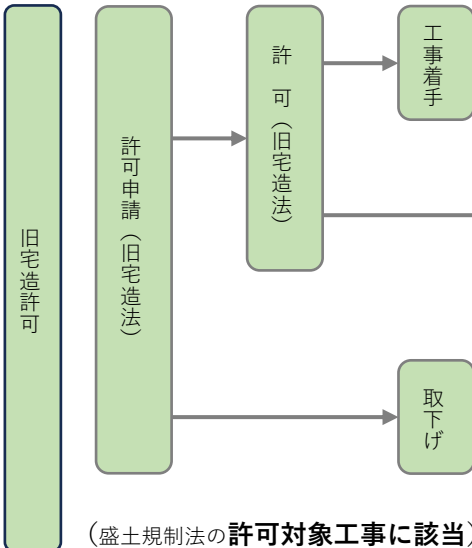 旧宅造許可
許可申請（旧宅造法）
許可（旧宅造法）
工事着手
取下げ
（盛土規制法の許可対象工事に該当）